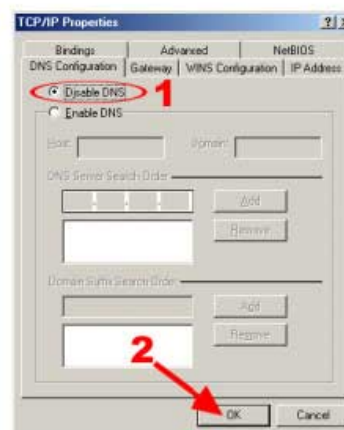 TCP/IP Properties
Bindings Advanced NetBIOS
DNS Configuration Gateway WINS Configuration IP Address
Disable DNS 1
Enable DNS
Host: Domain:
DNS Server Search Order
Add
Remove
Domain Suffix Search Order
Add
Remove
2
OK Cancel